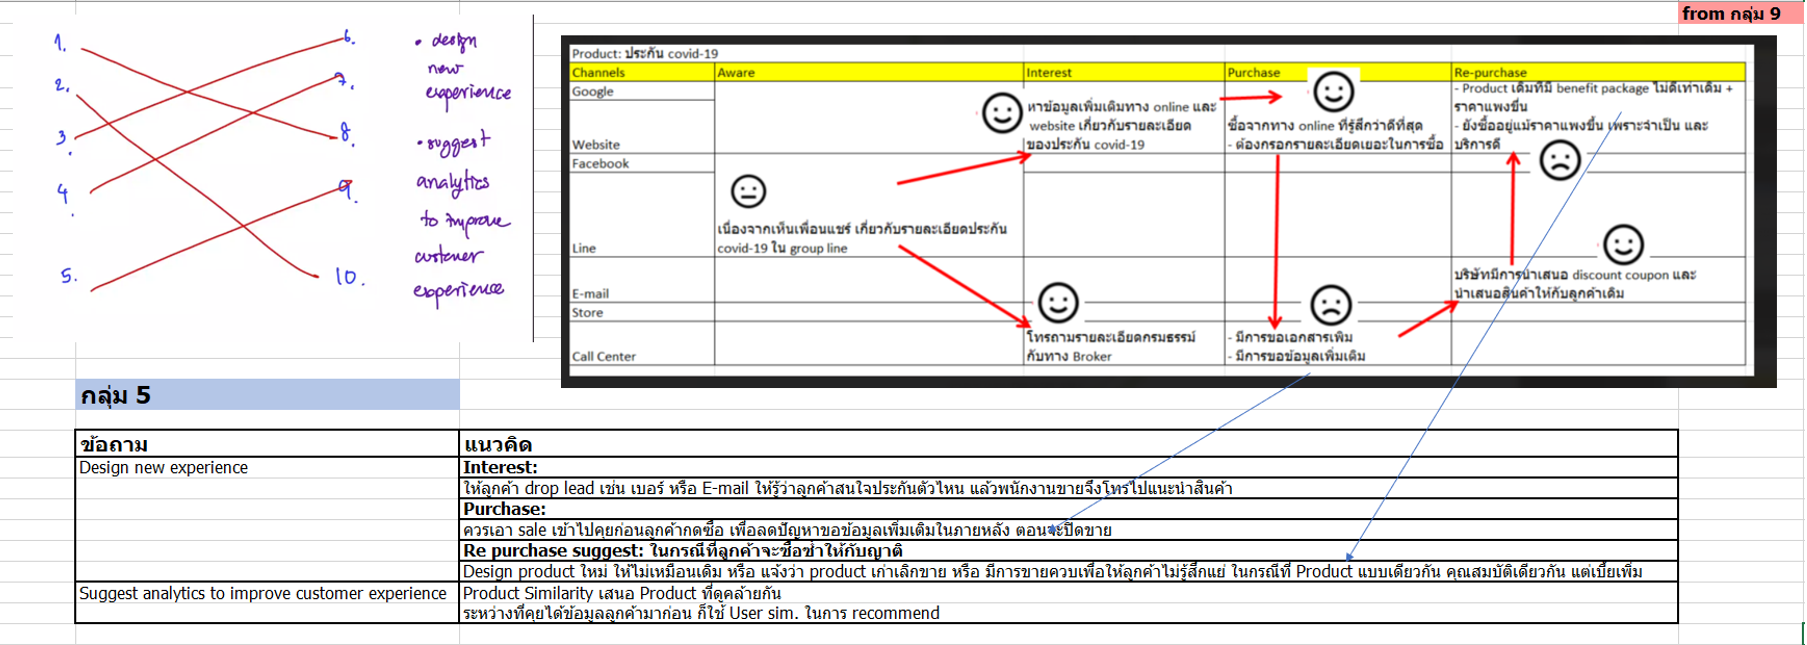 from กลุ่ม 9
1.
2.
3.
4.
5.
6.
7.
8.
9.
10.
• design
new
experience
• suggest
analytics
to improve
customer
experience
Product: ประกัน covid-19
Channels Aware Interest Purchase Re-purchase
Google
Website
Facebook
Line
E-mail
Store
Call Center
เนื่องจากเห็นเพื่อนแชร์ เกี่ยวกับรายละเอียดประกัน
covid-19 ใน group line
หาข้อมูลเพิ่มเติมทาง online และ
website เกี่ยวกับรายละเอียด
ของประกัน covid-19
โทรถามรายละเอียดกรมธรรม์
กับทาง Broker
ซื้อจากทาง online ที่รู้สึกว่าดีที่สุด
- ต้องกรอกรายละเอียดเยอะในการซื้อ
- มีการขอเอกสารเพิ่ม
- มีการขอข้อมูลเพิ่มเติม
- Product เดิมที่มี benefit package ไม่ดีเท่าเดิม +
ราคาแพงขึ้น
- ยังซื้ออยู่แม้ราคาแพงขึ้น เพราะจำเป็น และ
บริการดี
บริษัทมีการนำเสนอ discount coupon และ
นำเสนอสินค้าให้กับลูกค้าเดิม
กลุ่ม 5
ข้อถาม แนวคิด
Design new experience Interest:
ให้ลูกค้า drop lead เช่น เบอร์ หรือ E-mail ให้รู้ว่าลูกค้าสนใจประกันตัวไหน แล้วพนักงานขายจึงโทรไปแนะนำสินค้า
Purchase:
ควรเอา sale เข้าไปคุยก่อนลูกค้ากดซื้อ เพื่อลดปัญหาขอข้อมูลเพิ่มเติมในภายหลัง ตอนจะปิดขาย
Re purchase suggest: ในกรณีที่ลูกค้าจะซื้อซ้ำให้กับญาติ
Design product ใหม่ ให้ไม่เหมือนเดิม หรือ แจ้งว่า product เก่าเลิกขาย หรือ มีการขายควบเพื่อให้ลูกค้าไม่รู้สึกแย่ ในกรณีที่ Product แบบเดียวกัน คุณสมบัติเดียวกัน แต่เบี้ยเพิ่ม
Suggest analytics to improve customer experience Product Similarity เสนอ Product ที่ดูคล้ายกัน
ระหว่างที่คุยได้ข้อมูลลูกค้ามาก่อน ก็ใช้ User sim. ในการ recommend